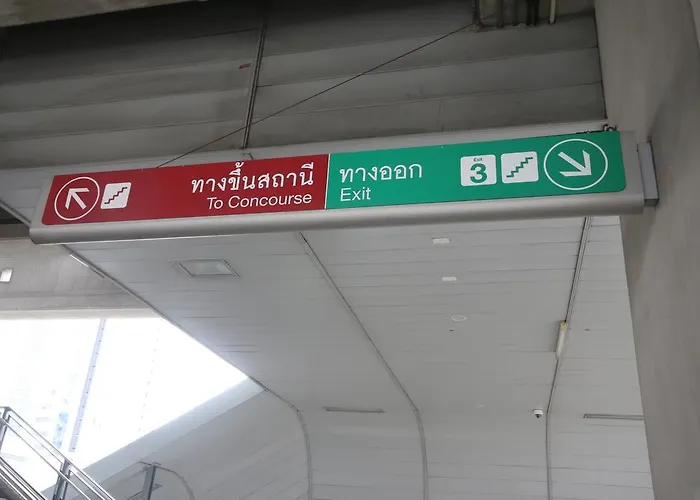 ทางขึ้นสถานี
To Concourse
ทางออก
Exit
Exit
3